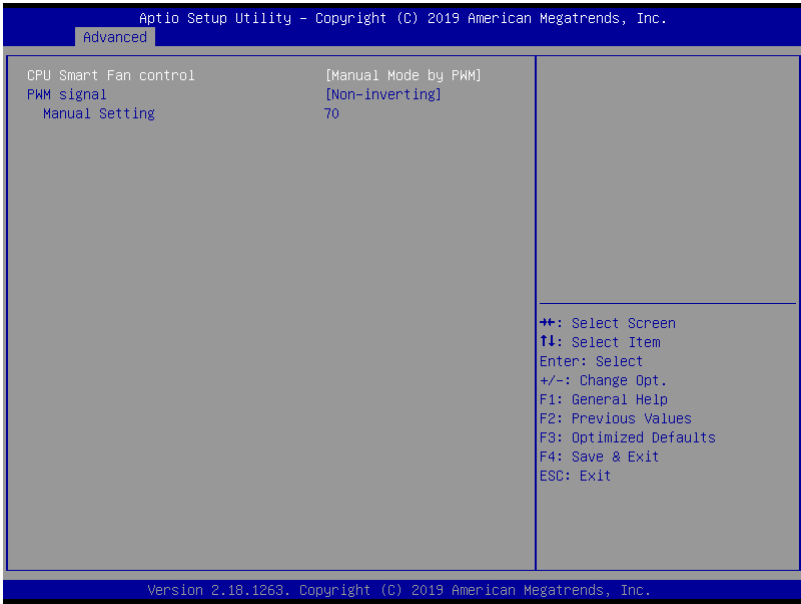 Aptio Setup Utility – Copyright (C) 2019 American Megatrends, Inc.
Advanced
CPU Smart Fan control [Manual Mode by PWM]
PWM signal [Non-inverting]
Manual Setting 70
→←: Select Screen
↑↓: Select Item
Enter: Select
+/-: Change Opt.
F1: General Help
F2: Previous Values
F3: Optimized Defaults
F4: Save & Exit
ESC: Exit
Version 2.18.1263. Copyright (C) 2019 American Megatrends, Inc.